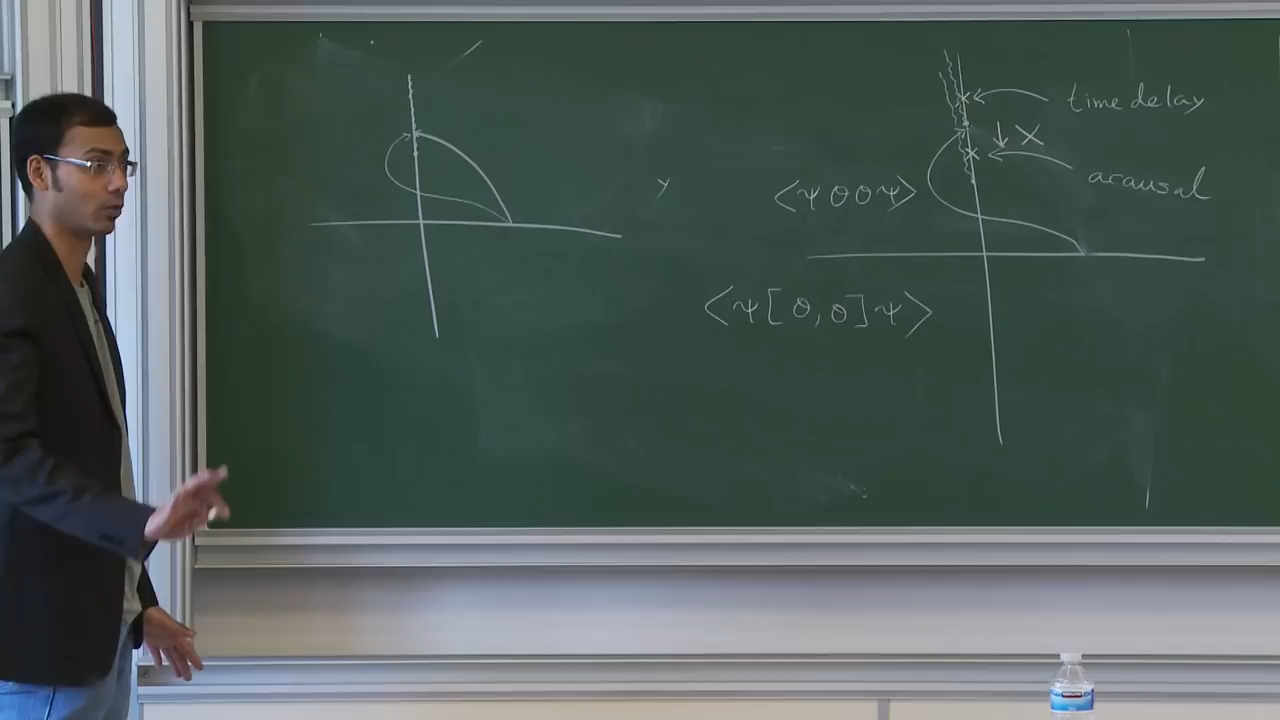 time delay
↓ X
acausal
y
<ψ θ θ ψ>
<ψ [θ, θ] ψ>